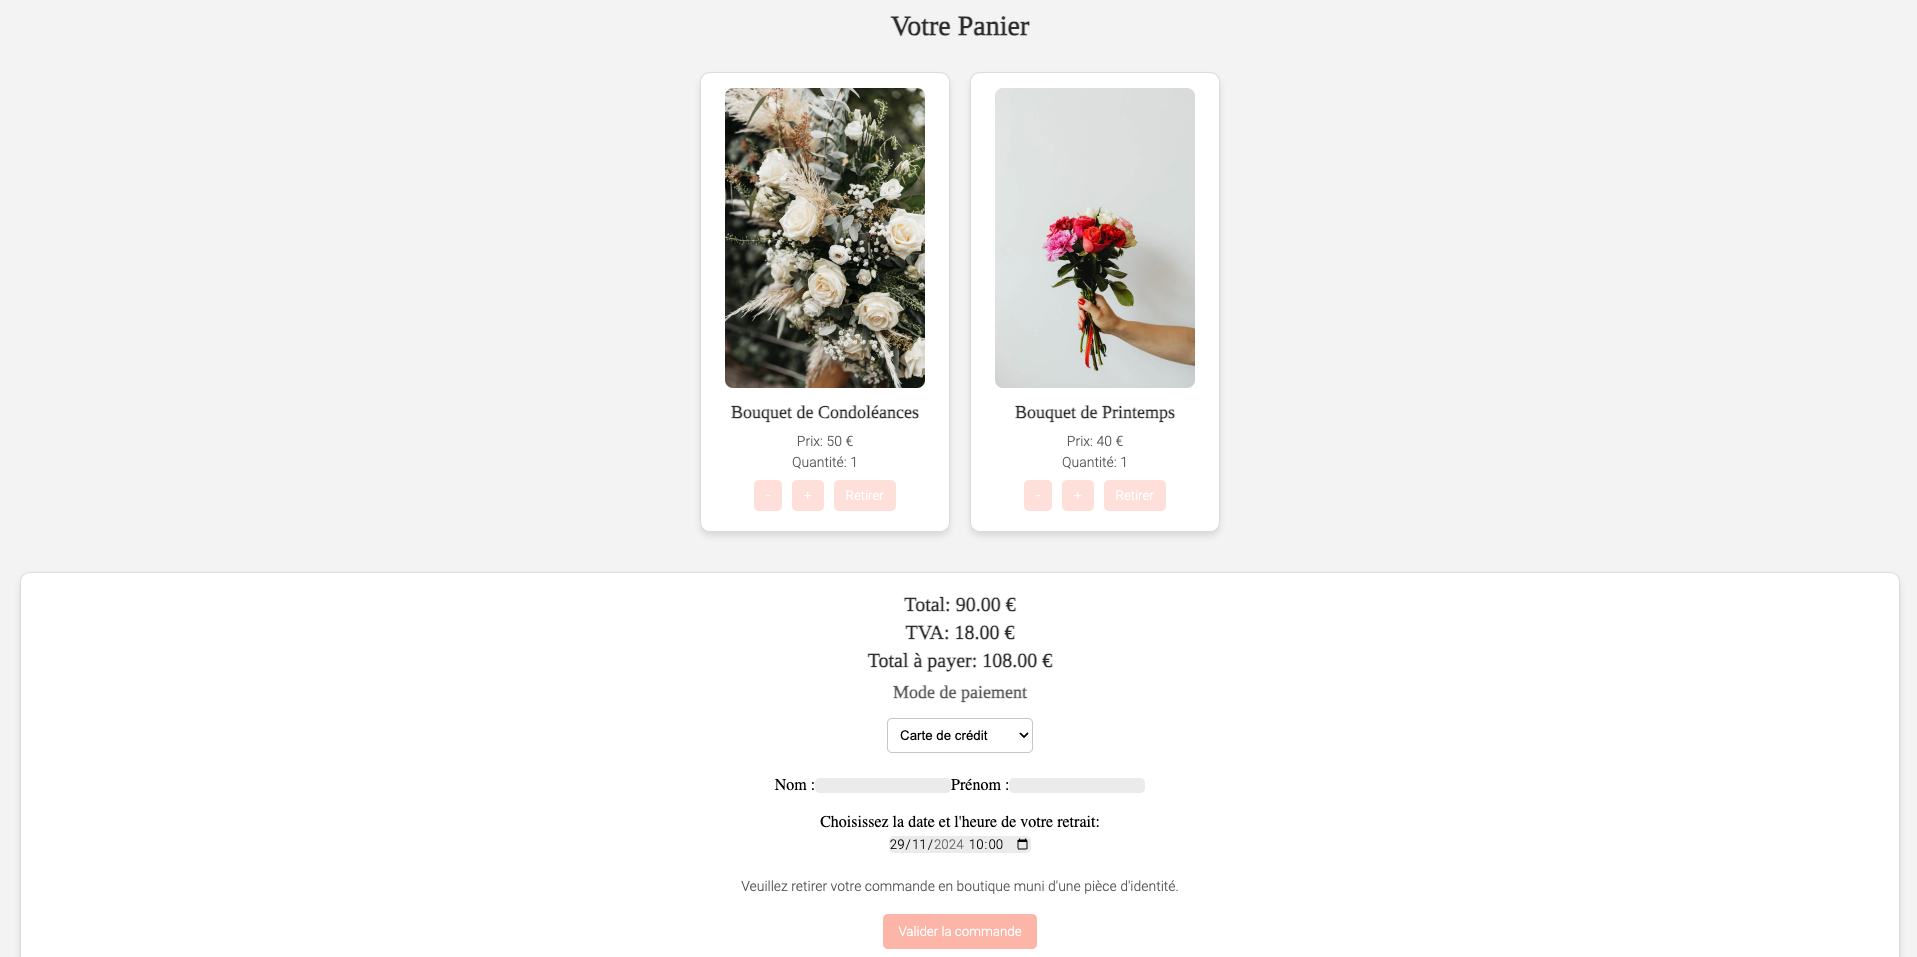 Votre Panier
Bouquet de Condoléances
Prix: 50 €
Quantité: 1
- + Retirer
Bouquet de Printemps
Prix: 40 €
Quantité: 1
- + Retirer
Total: 90.00 €
TVA: 18.00 €
Total à payer: 108.00 €
Mode de paiement
Carte de crédit
Nom : Prénom :
Choisissez la date et l'heure de votre retrait:
29/11/2024 10:00
Veuillez retirer votre commande en boutique muni d'une pièce d'identité.
Valider la commande